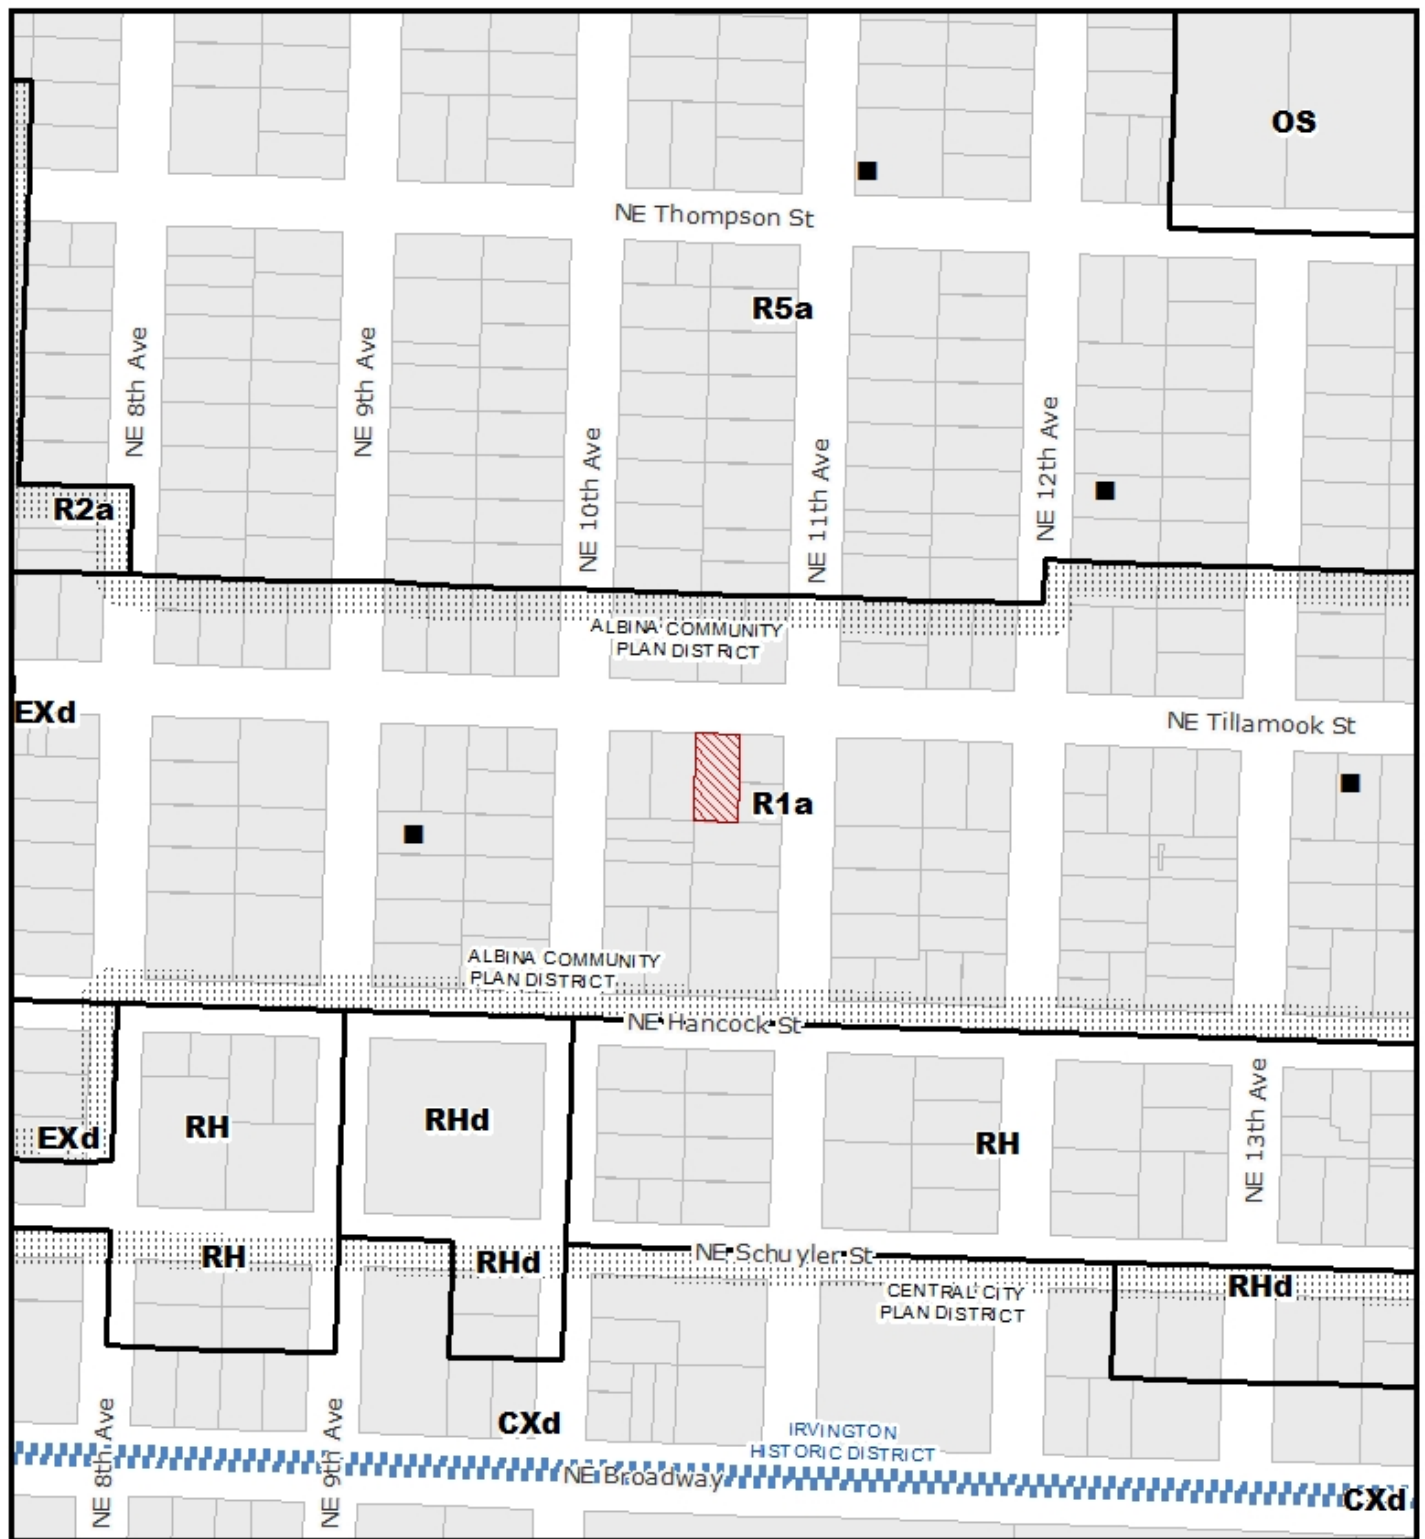 OS
NE Thompson St
R5a
NE 8th Ave
NE 9th Ave
NE 10th Ave
NE 11th Ave
NE 12th Ave
R2a
ALBINA COMMUNITY
PLAN DISTRICT
EXd
NE Tillamook St
R1a
ALBINA COMMUNITY
PLAN DISTRICT
NE Hancock St
NE 13th Ave
RH
RHd
EXd
RH
RH
RHd
NE Schuyler St
CENTRAL CITY
PLAN DISTRICT
RHd
NE 8th Ave
NE 9th Ave
CXd
IRVINGTON
HISTORIC DISTRICT
NE Broadway
CXd